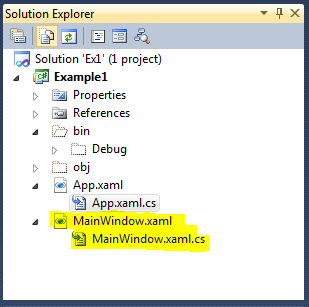 Solution Explorer
Solution 'Ex1' (1 project)
Example1
Properties
References
bin
Debug
obj
App.xaml
App.xaml.cs
MainWindow.xaml
MainWindow.xaml.cs